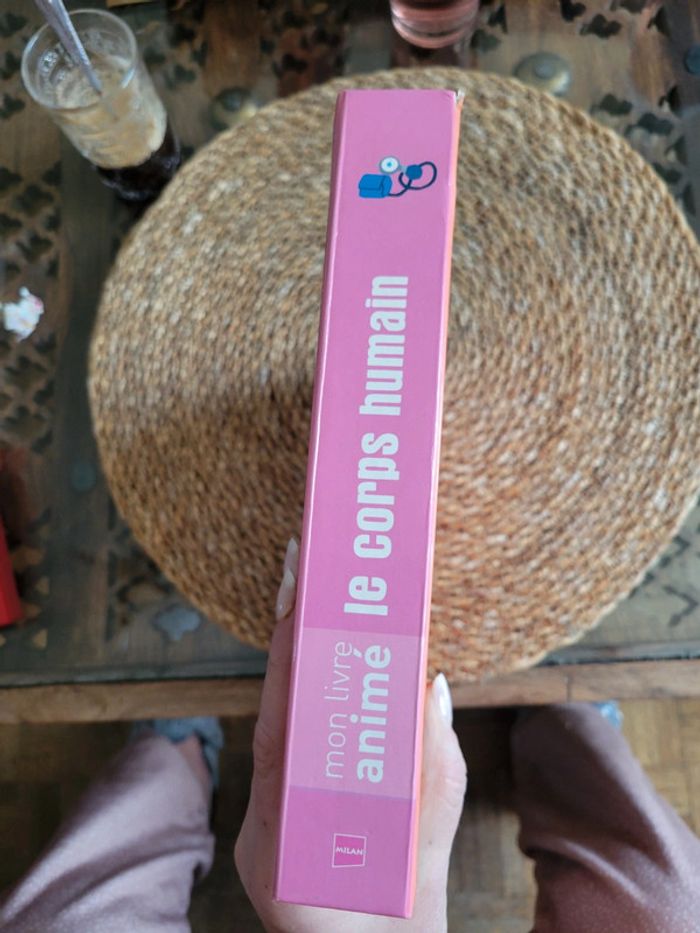 mon livre
animé
le corps humain
MILAN